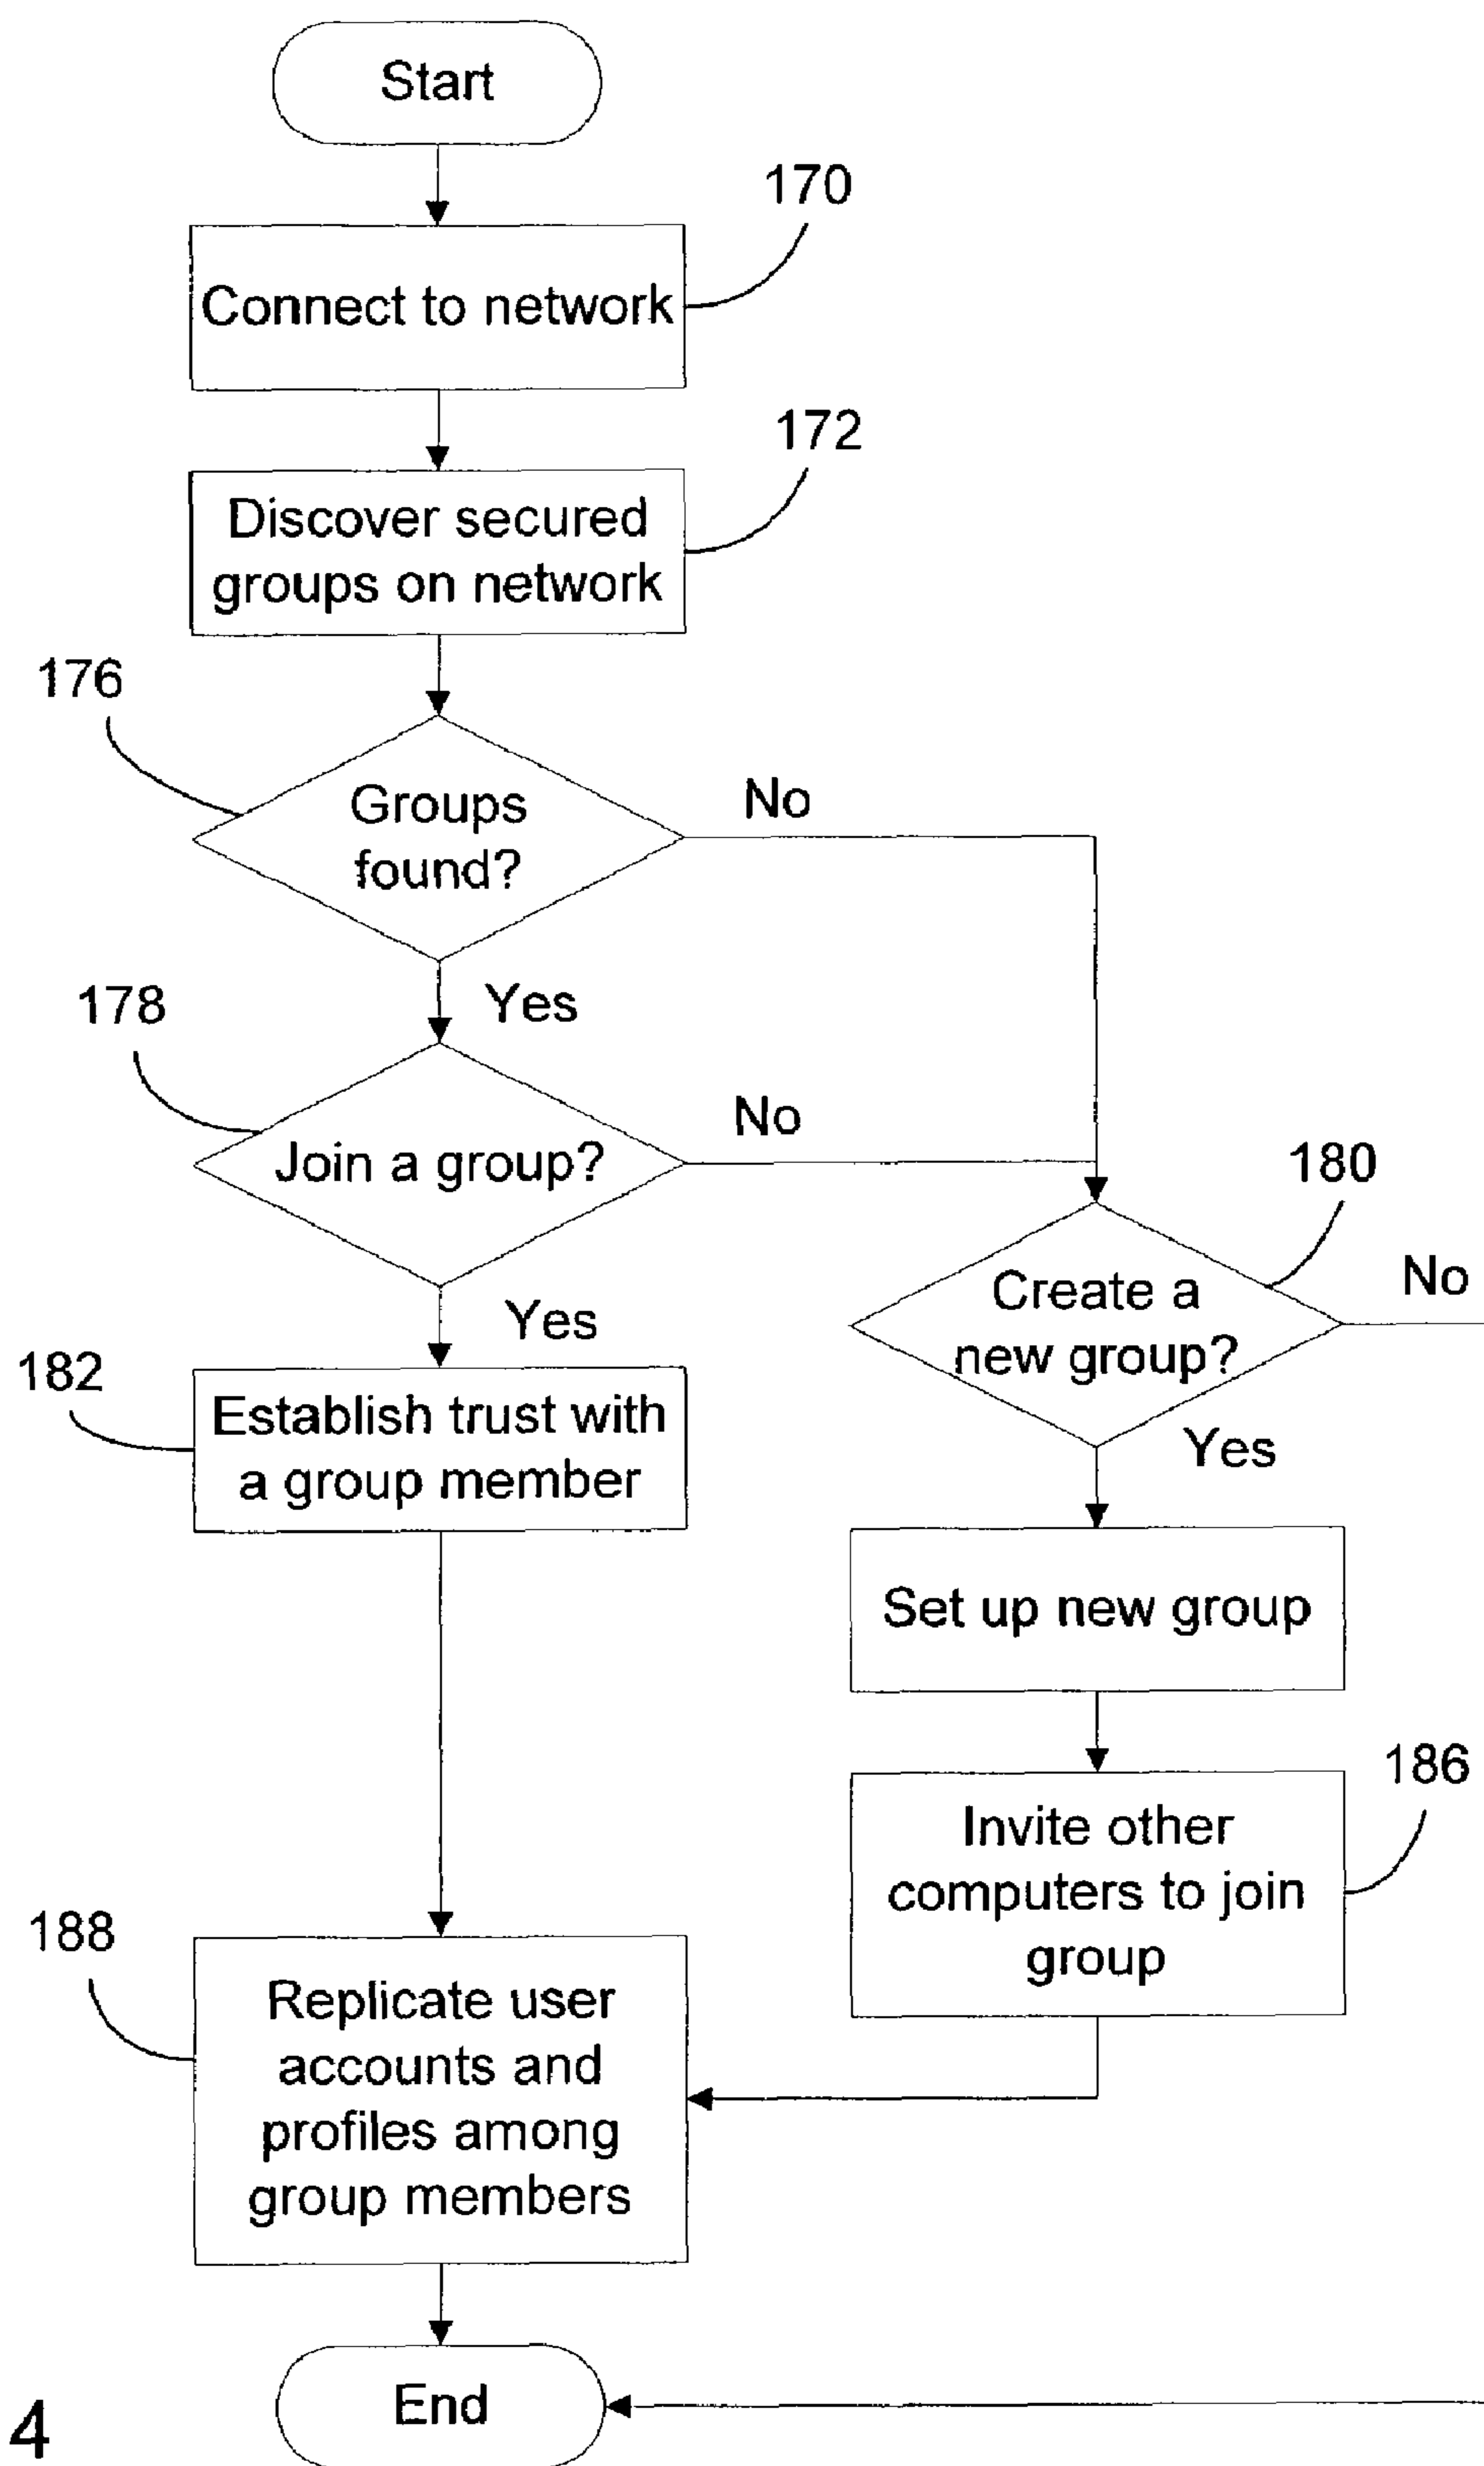 Start
170
Connect to network
172
Discover secured
groups on network
176
Groups
found?
No
Yes
178
Join a group?
No
180
Create a
new group?
No
Yes
182
Establish trust with
a group member
Yes
Set up new group
186
Invite other
computers to join
group
188
Replicate user
accounts and
profiles among
group members
End
4